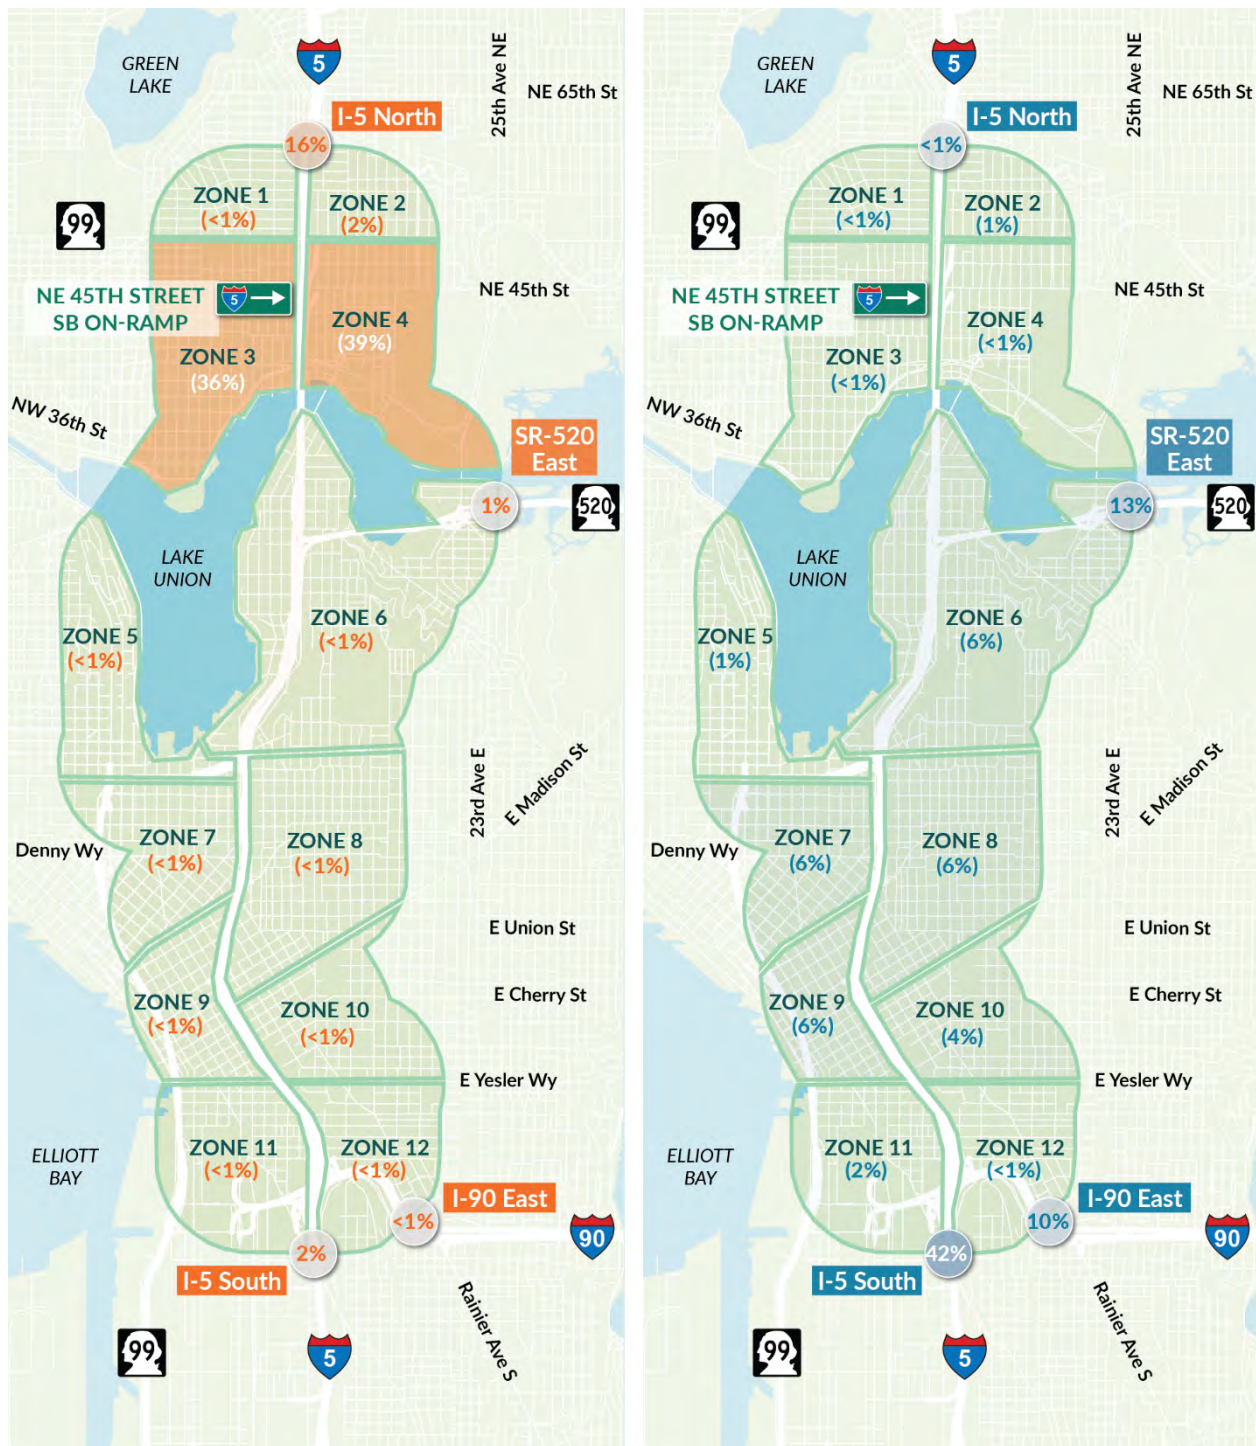 GREEN
LAKE
5
25th Ave NE
NE 65th St
I-5 North
16%
ZONE 1
(<1%)
ZONE 2
(2%)
99
NE 45TH STREET
SB ON-RAMP
5
NE 45th St
ZONE 4
(39%)
ZONE 3
(36%)
NW 36th St
SR-520
East
1%
520
LAKE
UNION
ZONE 5
(<1%)
ZONE 6
(<1%)
23rd Ave E
E Madison St
Denny Wy
ZONE 7
(<1%)
ZONE 8
(<1%)
E Union St
ZONE 9
(<1%)
E Cherry St
ZONE 10
(<1%)
E Yesler Wy
ELLIOTT
BAY
ZONE 11
(<1%)
ZONE 12
(<1%)
I-90 East
<1%
90
2%
I-5 South
Rainier Ave S
99
5
GREEN
LAKE
5
25th Ave NE
NE 65th St
I-5 North
<1%
ZONE 1
(<1%)
ZONE 2
(1%)
99
NE 45TH STREET
SB ON-RAMP
5
NE 45th St
ZONE 4
(<1%)
ZONE 3
(<1%)
NW 36th St
SR-520
East
13%
520
LAKE
UNION
ZONE 5
(1%)
ZONE 6
(6%)
23rd Ave E
E Madison St
Denny Wy
ZONE 7
(6%)
ZONE 8
(6%)
E Union St
ZONE 9
(6%)
E Cherry St
ZONE 10
(4%)
E Yesler Wy
ELLIOTT
BAY
ZONE 11
(2%)
ZONE 12
(<1%)
I-90 East
10%
90
42%
I-5 South
Rainier Ave S
99
5